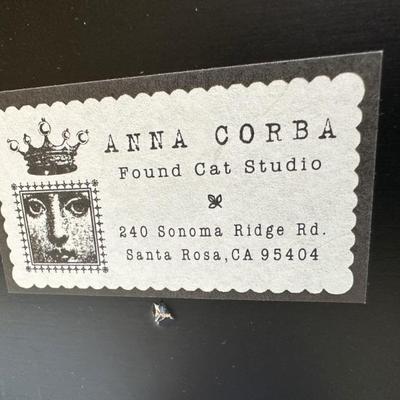 ANNA CORBA
Found Cat Studio
240 Sonoma Ridge Rd.
Santa Rosa, CA 95404